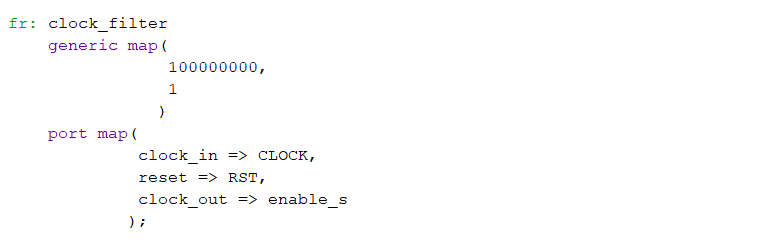 fr: clock_filter
generic map(
100000000,
1
)
port map(
clock_in => CLOCK,
reset => RST,
clock_out => enable_s
);